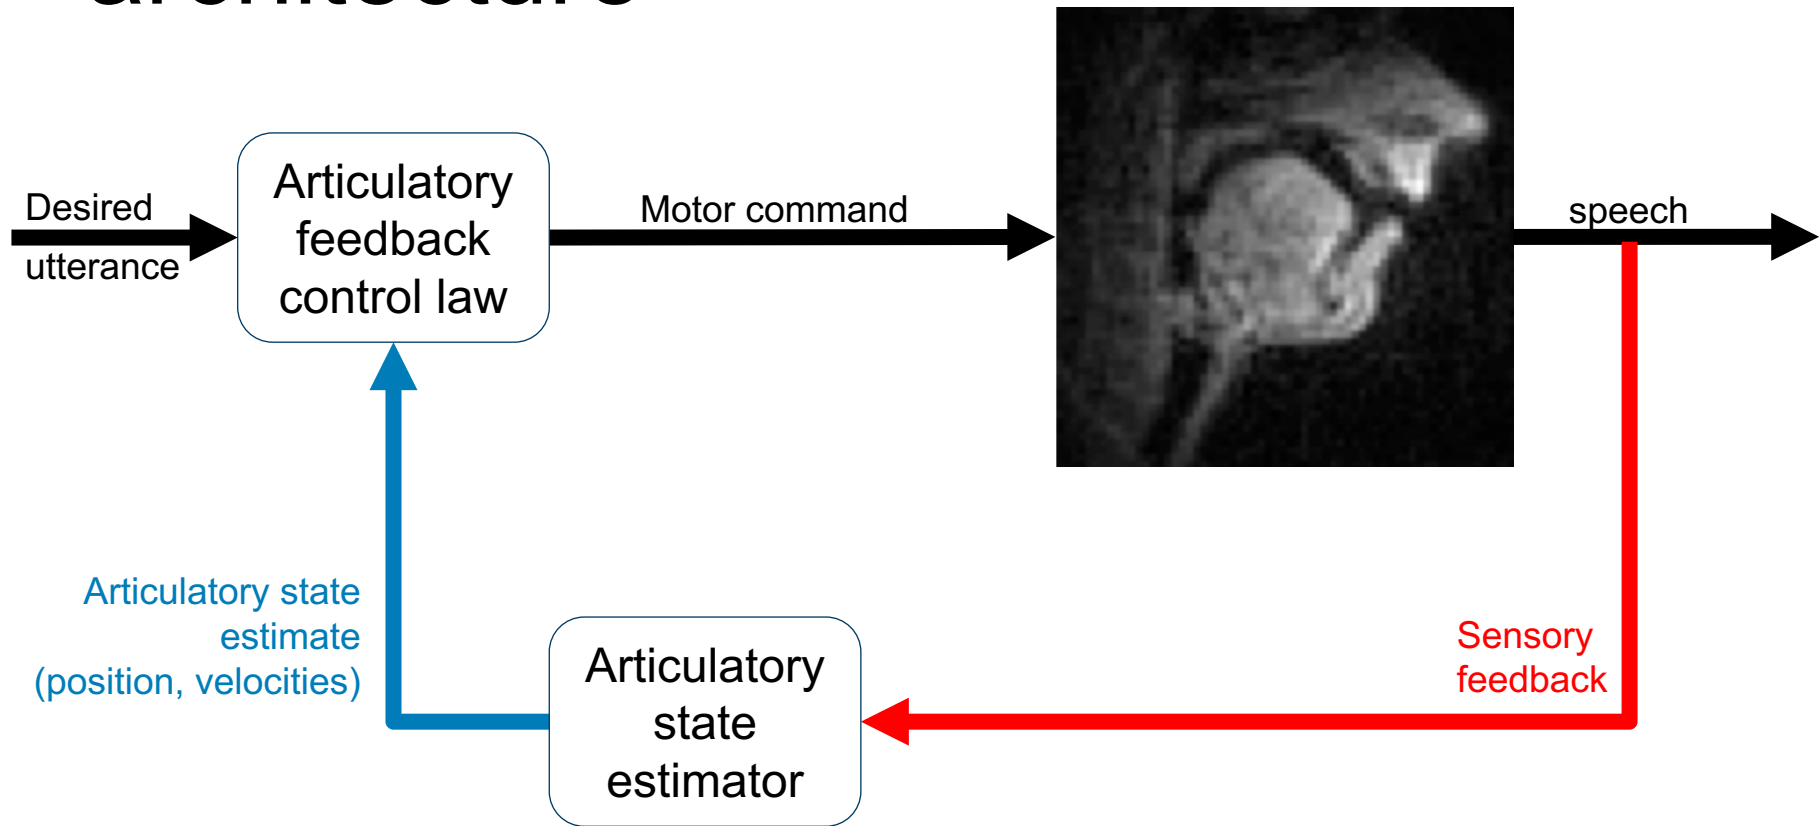 architecture
Desired
utterance
Articulatory
feedback
control law
Motor command
speech
Articulatory state
estimate
(position, velocities)
Articulatory
state
estimator
Sensory
feedback